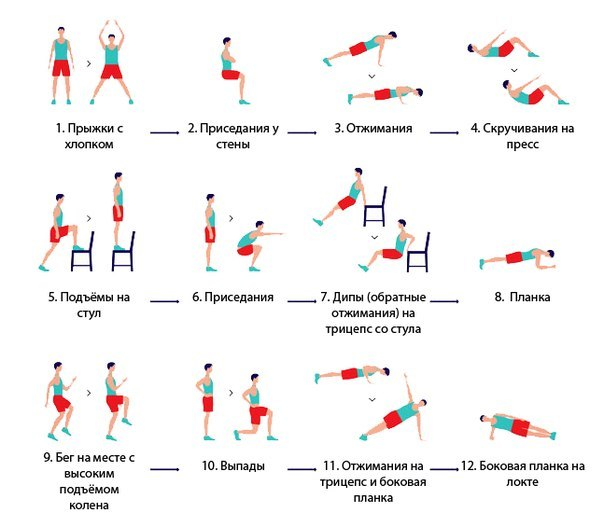 1. Прыжки с
хлопком
2. Приседания у
стены
3. Отжимания
4. Скручивания на
пресс
5. Подъёмы на
стул
6. Приседания
7. Дипы (обратные
отжимания) на
трицепс со стула
8. Планка
9. Бег на месте с
высоким
подъёмом
колена
10. Выпады
11. Отжимания на
трицепс и боковая
планка
12. Боковая планка на
локте